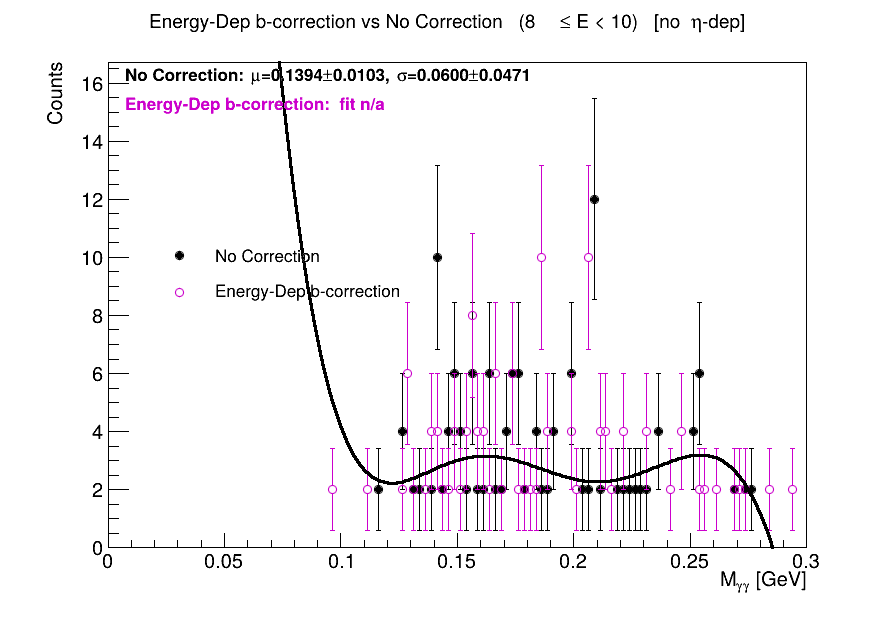 Energy-Dep b-correction vs No Correction (8 ≤ E < 10) [no η-dep]
Counts
No Correction: μ=0.1394±0.0103, σ=0.0600±0.0471
Energy-Dep b-correction: fit n/a
No Correction
Energy-Dep b-correction
16
14
12
10
8
6
4
2
0
0 0.05 0.1 0.15 0.2 0.25 0.3
Mγγ [GeV]